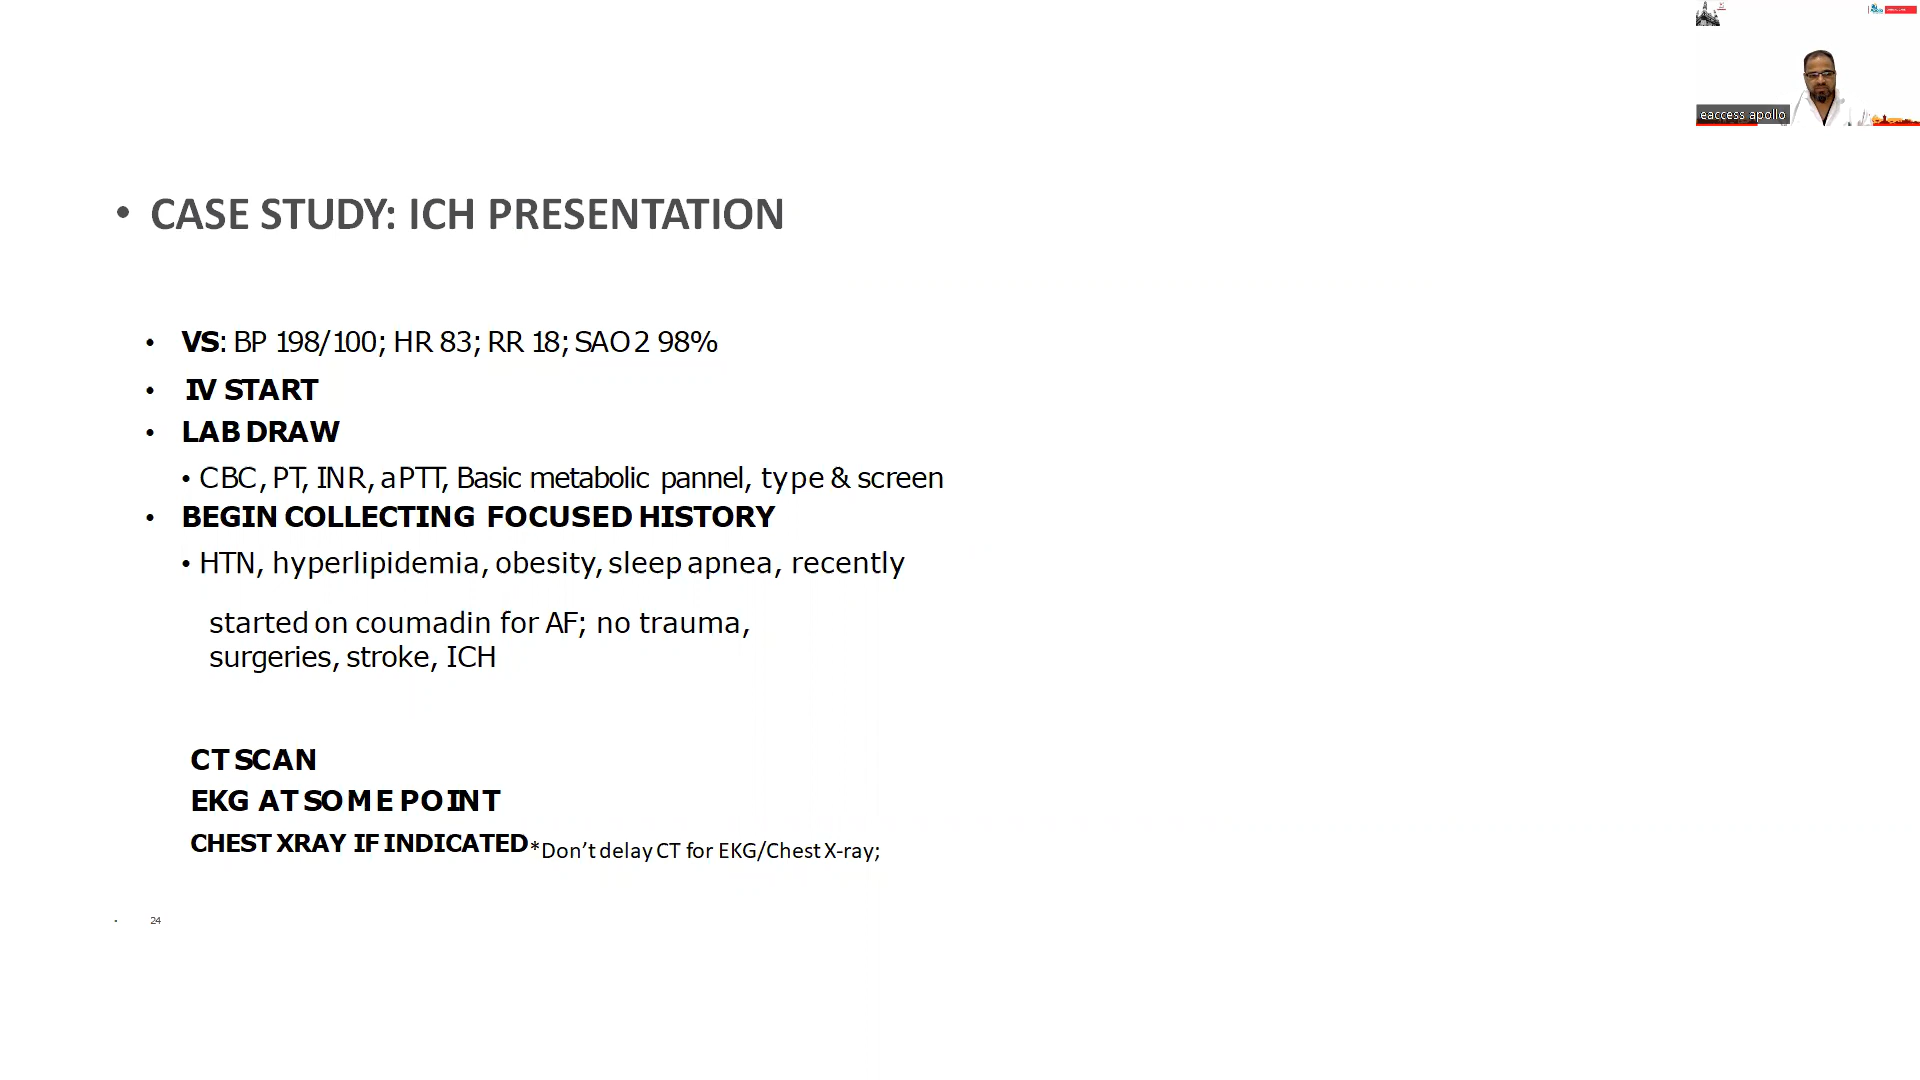 eaccess apollo
• CASE STUDY: ICH PRESENTATION
• VS: BP 198/100; HR 83; RR 18; SAO2 98%
• IV START
• LAB DRAW
• CBC, PT, INR, aPTT, Basic metabolic pannel, type & screen
• BEGIN COLLECTING FOCUSED HISTORY
• HTN, hyperlipidemia, obesity, sleep apnea, recently
started on coumadin for AF; no trauma,
surgeries, stroke, ICH
CT SCAN
EKG AT SOME POINT
CHEST XRAY IF INDICATED *Don't delay CT for EKG/Chest X-ray;
• 24